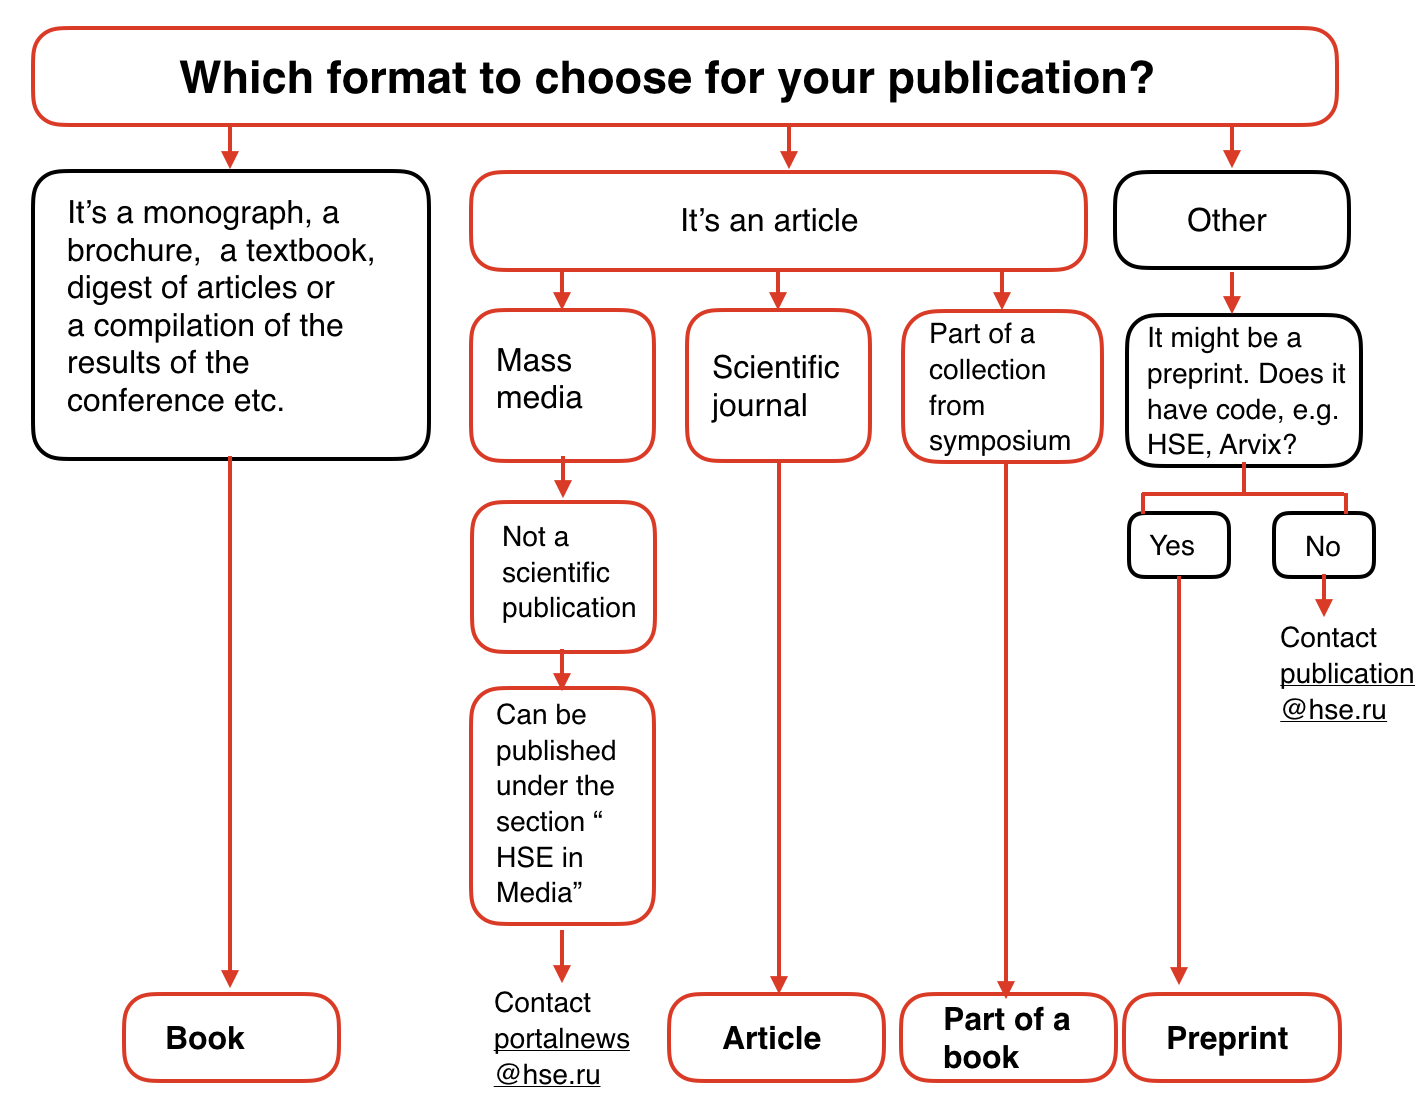 Which format to choose for your publication?
It’s a monograph, a
brochure,  a textbook,
digest of articles or
a compilation of the
results of the
conference etc.
It’s an article
Other
Mass
media
Scientific
journal
Part of a
collection
from
symposium
It might be a
preprint. Does it
have code, e.g.
HSE, Arvix?
Not a
scientific
publication
Yes
No
Contact
publication
@hse.ru
Can be
published
under the
section “
HSE in
Media”
Contact
portalnews
@hse.ru
Book
Article
Part of a
book
Preprint